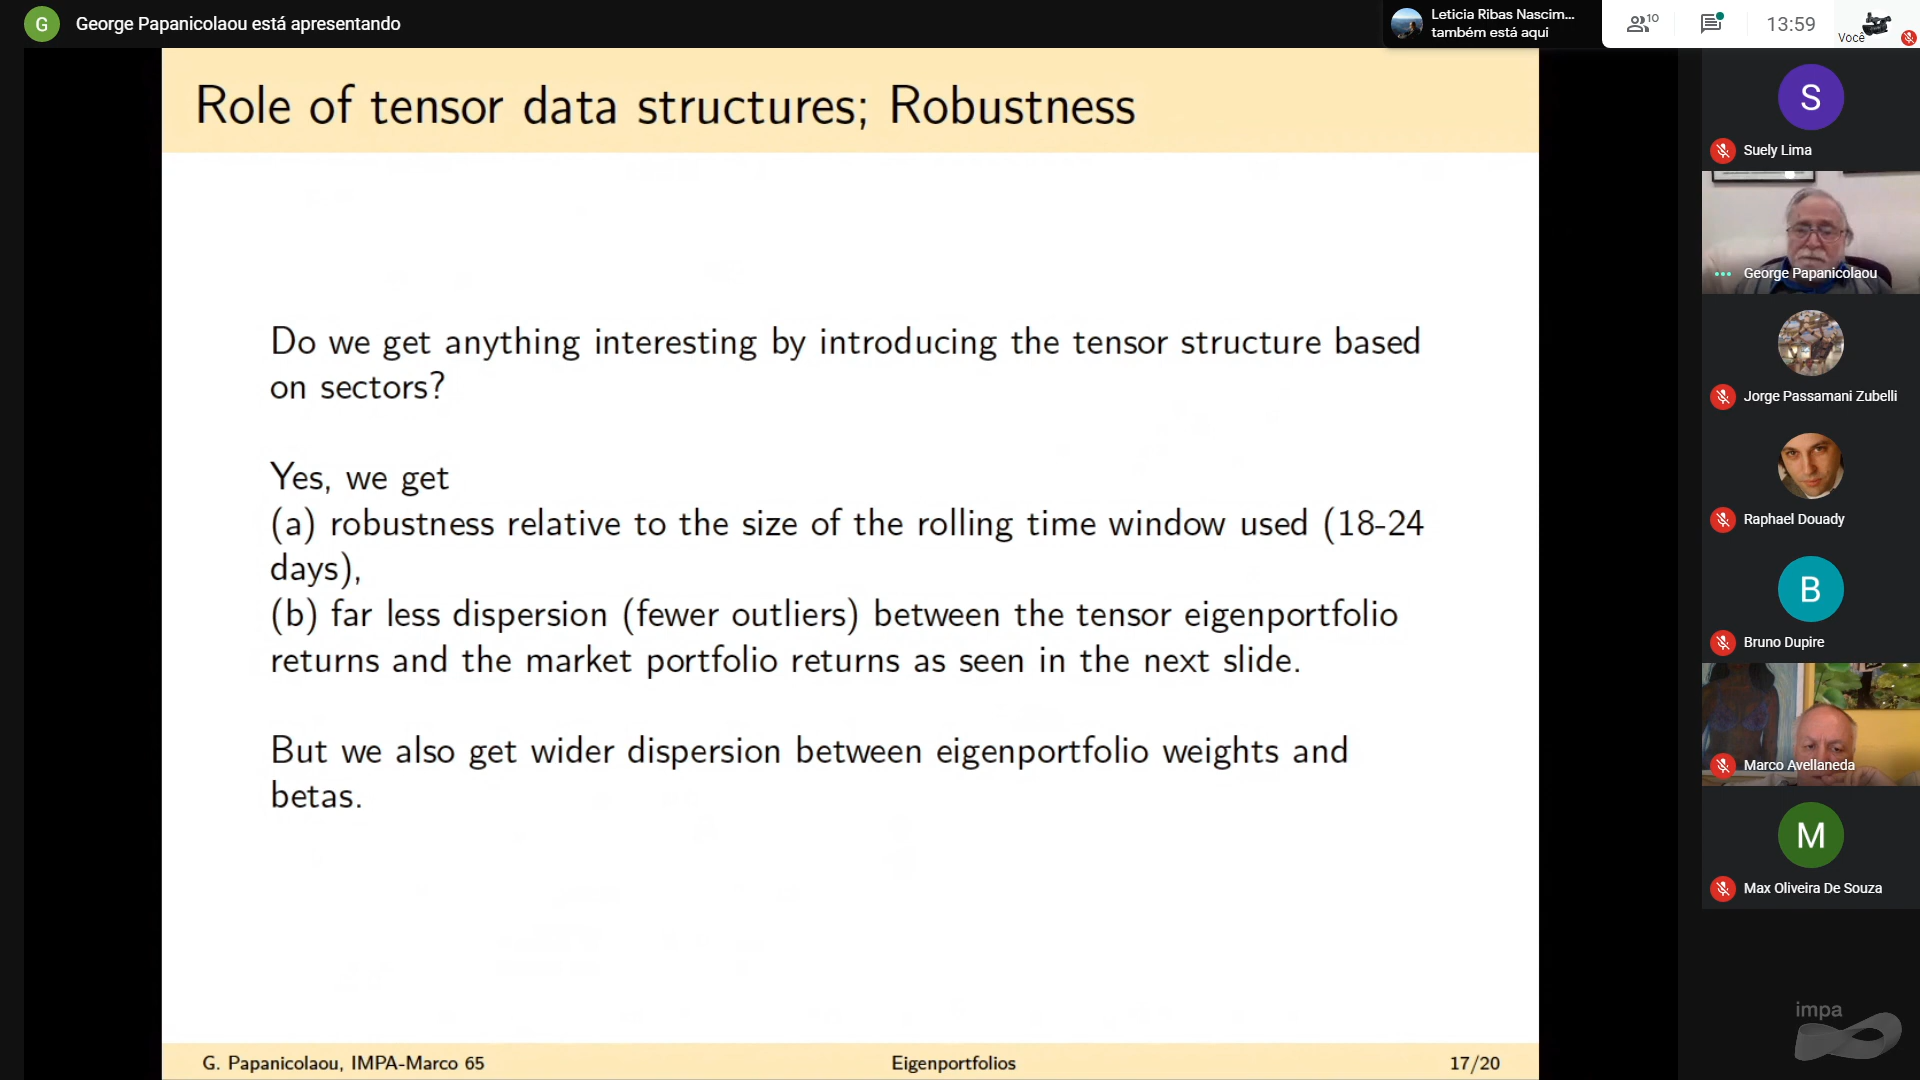 G
George Papanicolaou está apresentando
Leticia Ribas Nascim...
também está aqui
10
13:59
Você
Role of tensor data structures; Robustness
Do we get anything interesting by introducing the tensor structure based
on sectors?
Yes, we get
(a) robustness relative to the size of the rolling time window used (18-24
days),
(b) far less dispersion (fewer outliers) between the tensor eigenportfolio
returns and the market portfolio returns as seen in the next slide.
But we also get wider dispersion between eigenportfolio weights and
betas.
G. Papanicolaou, IMPA-Marco 65
Eigenportfolios
17/20
S
Suely Lima
George Papanicolaou
Jorge Passamani Zubelli
Raphael Douady
B
Bruno Dupire
Marco Avellaneda
M
Max Oliveira De Souza
impa